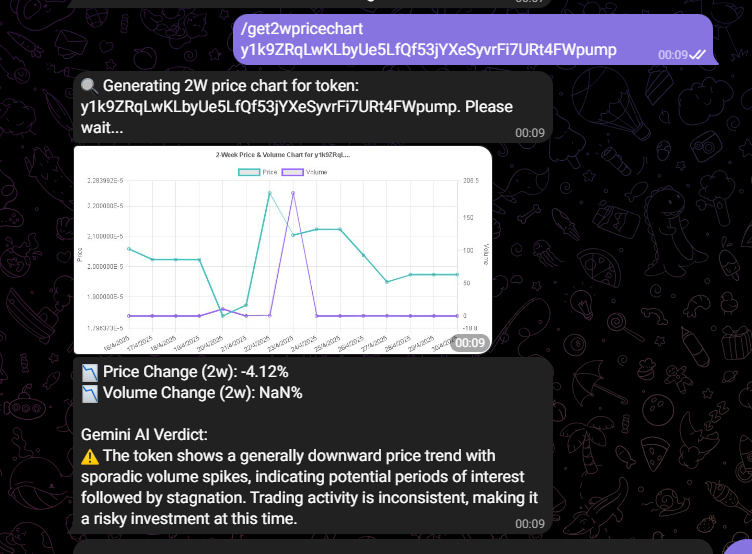 /get2wpricechart
y1k9ZRqLwKLbyUe5LfQf53jYXeSyvrFi7URt4FWpump
00:09
🔍 Generating 2W price chart for token:
y1k9ZRqLwKLbyUe5LfQf53jYXeSyvrFi7URt4FWpump. Please
wait...
00:09
2-Week Price & Volume Chart for y1k9ZRqL....
Price Volume
2.283992E-5
2.200000E-5
2.100000E-5
2.000000E-5
1.900000E-5
1.796373E-5
Price
206.5
150
100
50
0
-18.8
Volume
16/4/2025
17/4/2025
18/4/2025
19/4/2025
20/4/2025
21/4/2025
22/4/2025
23/4/2025
24/4/2025
25/4/2025
26/4/2025
27/4/2025
28/4/2025
29/4/2025
00:09
📉 Price Change (2w): -4.12%
📉 Volume Change (2w): NaN%
Gemini AI Verdict:
⚠️ The token shows a generally downward price trend with
sporadic volume spikes, indicating potential periods of interest
followed by stagnation. Trading activity is inconsistent, making it
a risky investment at this time.
00:09